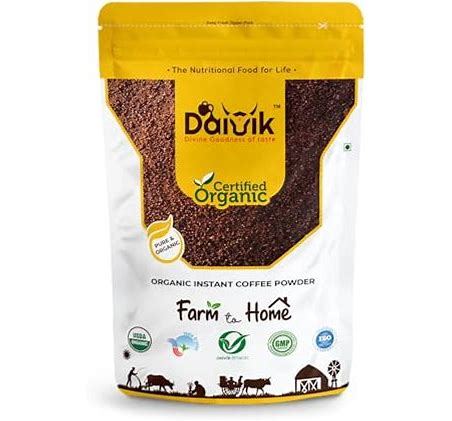 • The Nutritional Food for Life •
Daivik™
Divine Goodness of taste
Certified
Organic
PURE &
ORGANIC
ORGANIC INSTANT COFFEE POWDER
Farm to Home
USDA
ORGANIC
GMP
ISO